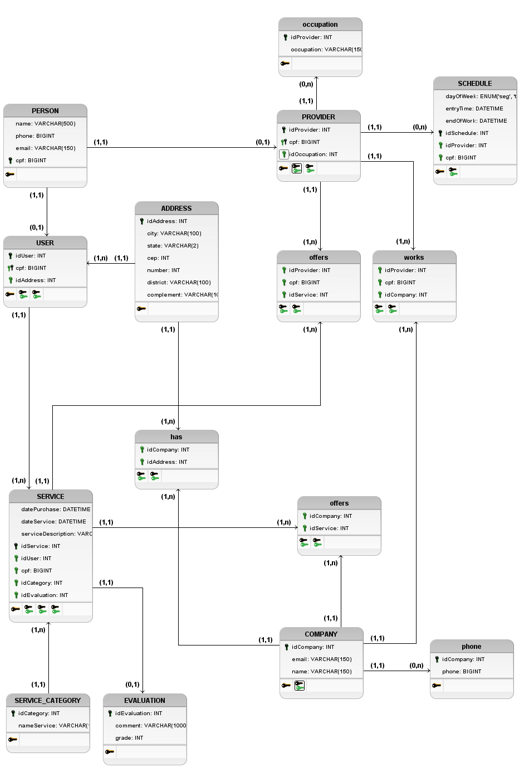 occupation
idProvider: INT
occupation: VARCHAR(15
(0,n)
(1,1)
PERSON
name: VARCHAR(500)
phone: BIGINT
email: VARCHAR(150)
cpf: BIGINT
(1,1)
(0,1)
PROVIDER
idProvider: INT
cpf: BIGINT
idOccupation: INT
(1,1)
(0,n)
SCHEDULE
dayOfWeek: ENUM('seg', '
entryTime: DATETIME
endOfWork: DATETIME
idSchedule: INT
idProvider: INT
cpf: BIGINT
(1,1)
(1,1)
(1,1)
(0,1)
USER
idUser: INT
cpf: BIGINT
idAddress: INT
(1,n)
(1,1)
ADDRESS
idAddress: INT
city: VARCHAR(100)
state: VARCHAR(2)
cep: INT
number: INT
district: VARCHAR(100)
complement: VARCHAR(1
(1,n)
(1,n)
offers
idProvider: INT
cpf: BIGINT
idService: INT
works
idProvider: INT
cpf: BIGINT
idCompany: INT
(1,1)
(1,1)
(1,n)
(1,n)
(1,n)
has
idCompany: INT
idAddress: INT
(1,n)
(1,n)
(1,1)
SERVICE
datePurchase: DATETIME
dateService: DATETIME
serviceDescription: VARC
idService: INT
idUser: INT
cpf: BIGINT
idCategory: INT
idEvaluation: INT
(1,1)
(1,n)
offers
idCompany: INT
idService: INT
(1,n)
(1,1)
(1,n)
(1,1)
(0,1)
(1,1)
(1,1)
COMPANY
idCompany: INT
email: VARCHAR(150)
name: VARCHAR(150)
(1,1)
(1,1)
(0,n)
phone
idCompany: INT
phone: BIGINT
SERVICE_CATEGORY
idCategory: INT
nameService: VARCHAR(
EVALUATION
idEvaluation: INT
comment: VARCHAR(1000
grade: INT